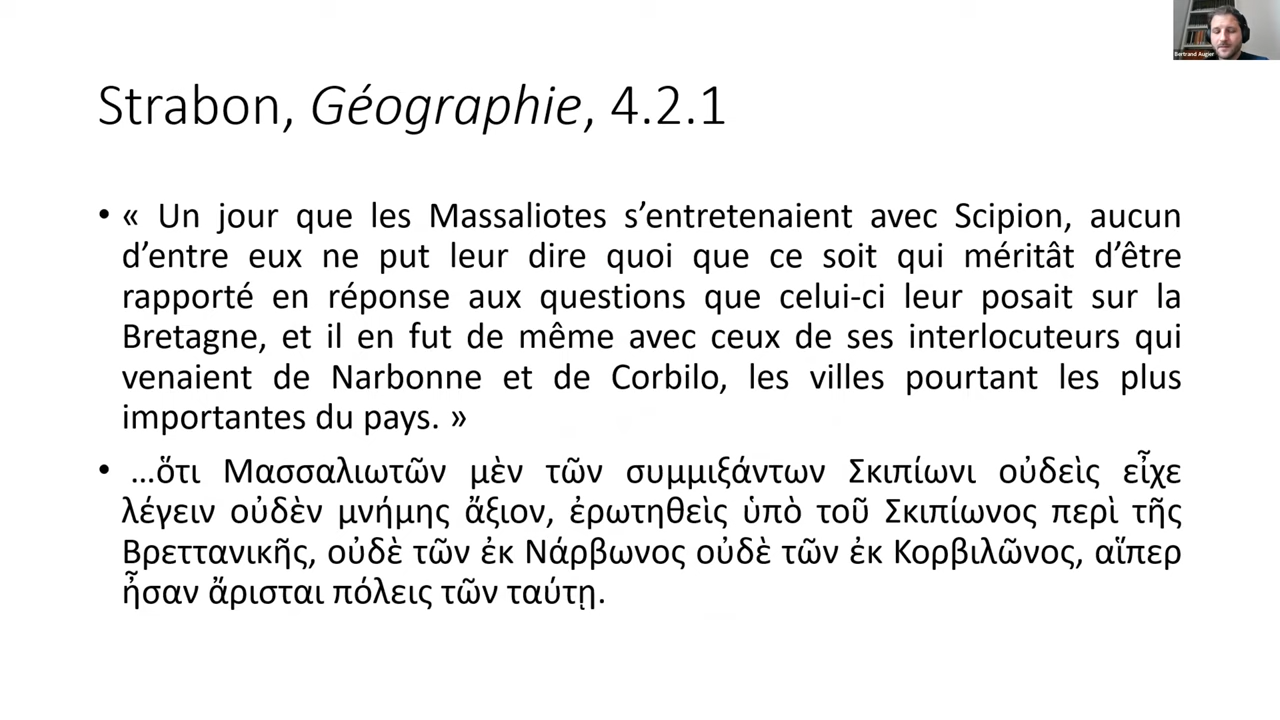 Bertrand Augier
Strabon, Géographie, 4.2.1
• « Un jour que les Massaliotes s’entretenaient avec Scipion, aucun
d’entre eux ne put leur dire quoi que ce soit qui méritât d’être
rapporté en réponse aux questions que celui-ci leur posait sur la
Bretagne, et il en fut de même avec ceux de ses interlocuteurs qui
venaient de Narbonne et de Corbilo, les villes pourtant les plus
importantes du pays. »
• …ὅτι Μασσαλιωτῶν μὲν τῶν συμμιξάντων Σκιπίωνι οὐδεὶς εἶχε
λέγειν οὐδὲν μνήμης ἄξιον, ἐρωτηθεὶς ὑπὸ τοῦ Σκιπίωνος περὶ τῆς
Βρεττανικῆς, οὐδὲ τῶν ἐκ Νάρβωνος οὐδὲ τῶν ἐκ Κορβιλῶνος, αἵπερ
ἦσαν ἄρισται πόλεις τῶν ταύτῃ.